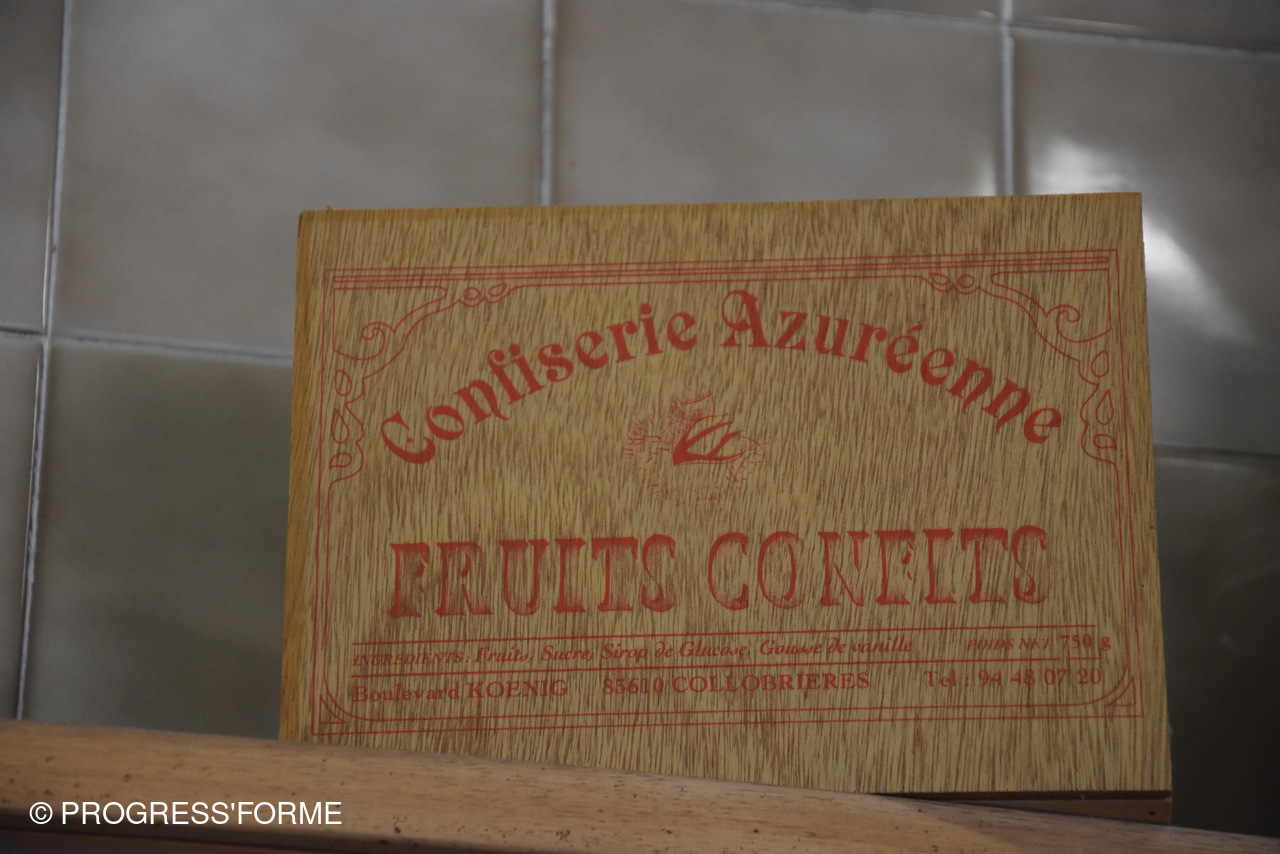 Confiserie Azuréenne
FRUITS CONFITS
INGREDIENTS: Fruits, Sucre, Sirop de Glucose, Gousse de vanille POIDS NET 750 g
Boulevard KOENIG 83610 COLLOBRIERES Tel : 94 48 07 20
© PROGRESS'FORME